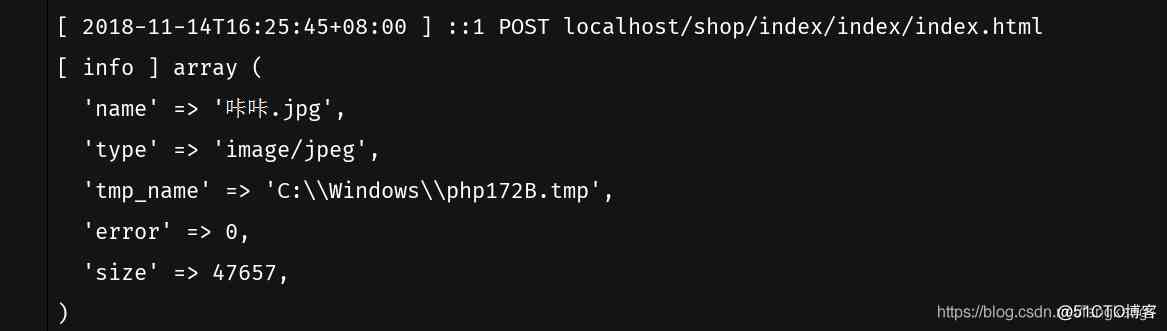 [ 2018-11-14T16:25:45+08:00 ] ::1 POST localhost/shop/index/index/index.html
[ info ] array (
  'name' => '咔咔.jpg',
  'type' => 'image/jpeg',
  'tmp_name' => 'C:\\Windows\\php172B.tmp',
  'error' => 0,
  'size' => 47657,
)
https://blog.csdn. @51CTO博客